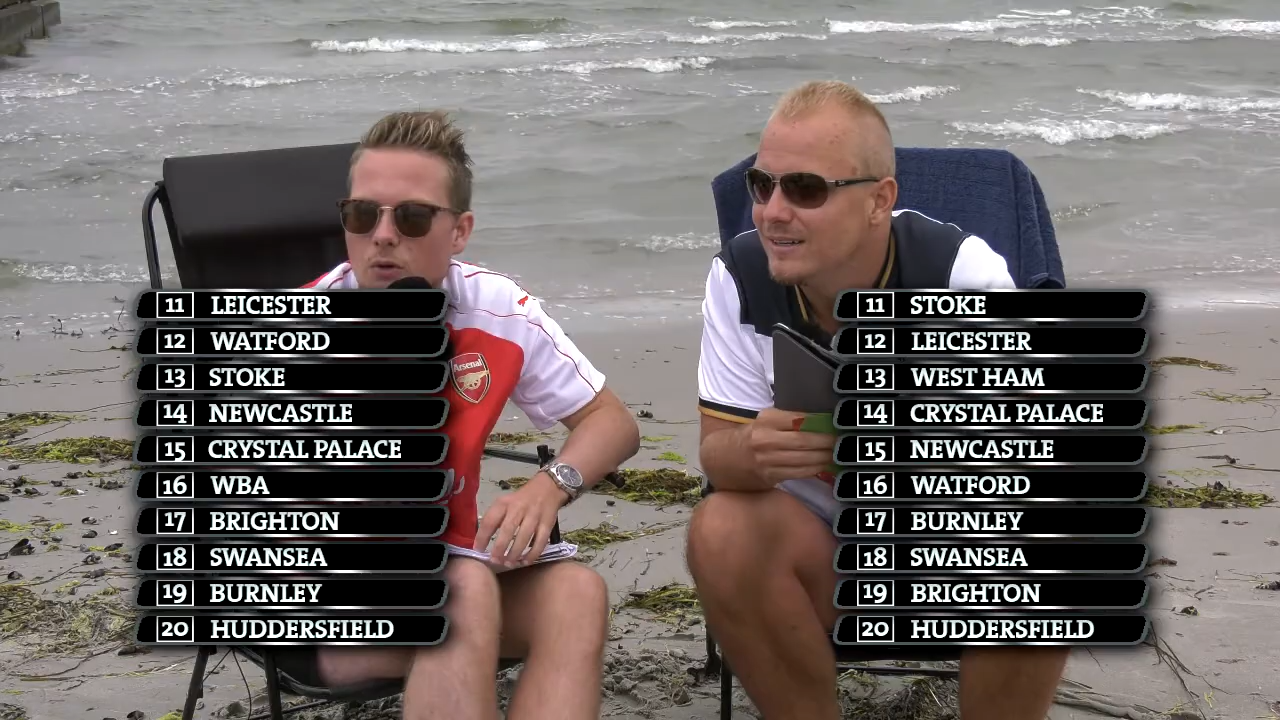 11 LEICESTER
12 WATFORD
13 STOKE
14 NEWCASTLE
15 CRYSTAL PALACE
16 WBA
17 BRIGHTON
18 SWANSEA
19 BURNLEY
20 HUDDERSFIELD
Arsenal
11 STOKE
12 LEICESTER
13 WEST HAM
14 CRYSTAL PALACE
15 NEWCASTLE
16 WATFORD
17 BURNLEY
18 SWANSEA
19 BRIGHTON
20 HUDDERSFIELD